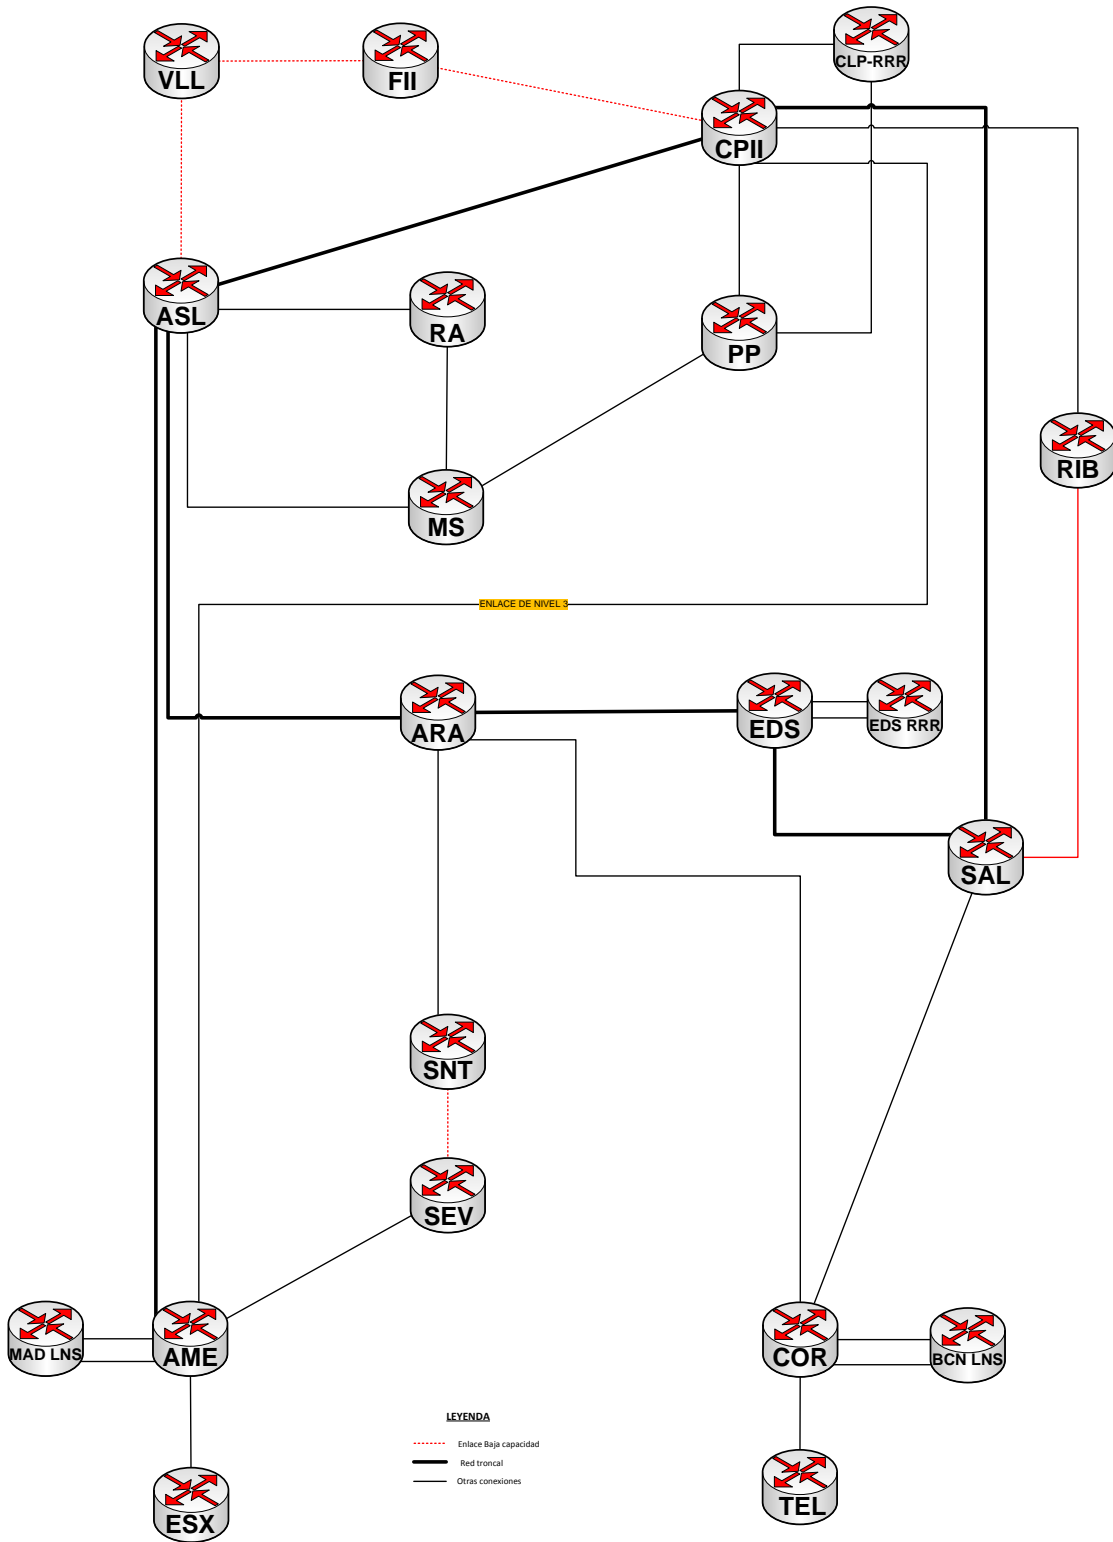 CLP-RRR
VLL
FII
CPII
ASL
RA
PP
RIB
MS
ENLACE DE NIVEL 3
ARA
EDS
EDS RRR
SAL
SNT
SEV
MAD LNS
AME
COR
BCN LNS
LEYENDA
Enlace Baja capacidad
Red troncal
Otras conexiones
ESX
TEL